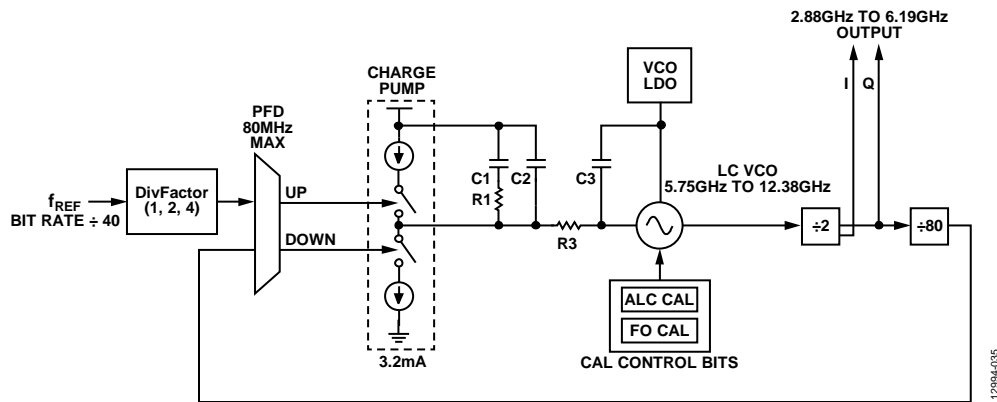 2.88GHz TO 6.19GHz
OUTPUT
I
Q
VCO
LDO
CHARGE
PUMP
PFD
80MHz
MAX
C1
C2
C3
R1
LC VCO
5.75GHz TO 12.38GHz
DivFactor
(1, 2, 4)
UP
fREF
BIT RATE ÷ 40
DOWN
R3
÷2
÷80
ALC CAL
FO CAL
CAL CONTROL BITS
3.2mA
12994-035